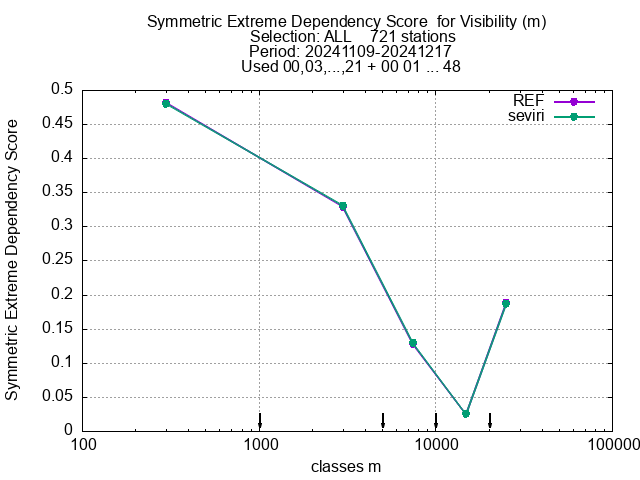 Symmetric Extreme Dependency Score  for Visibility (m)
Selection: ALL    721 stations
Period: 20241109-20241217
Used 00,03,...,21 + 00 01 ... 48
REF
seviri
Symmetric Extreme Dependency Score
0.5
0.45
0.4
0.35
0.3
0.25
0.2
0.15
0.1
0.05
0
100
1000
10000
100000
classes m